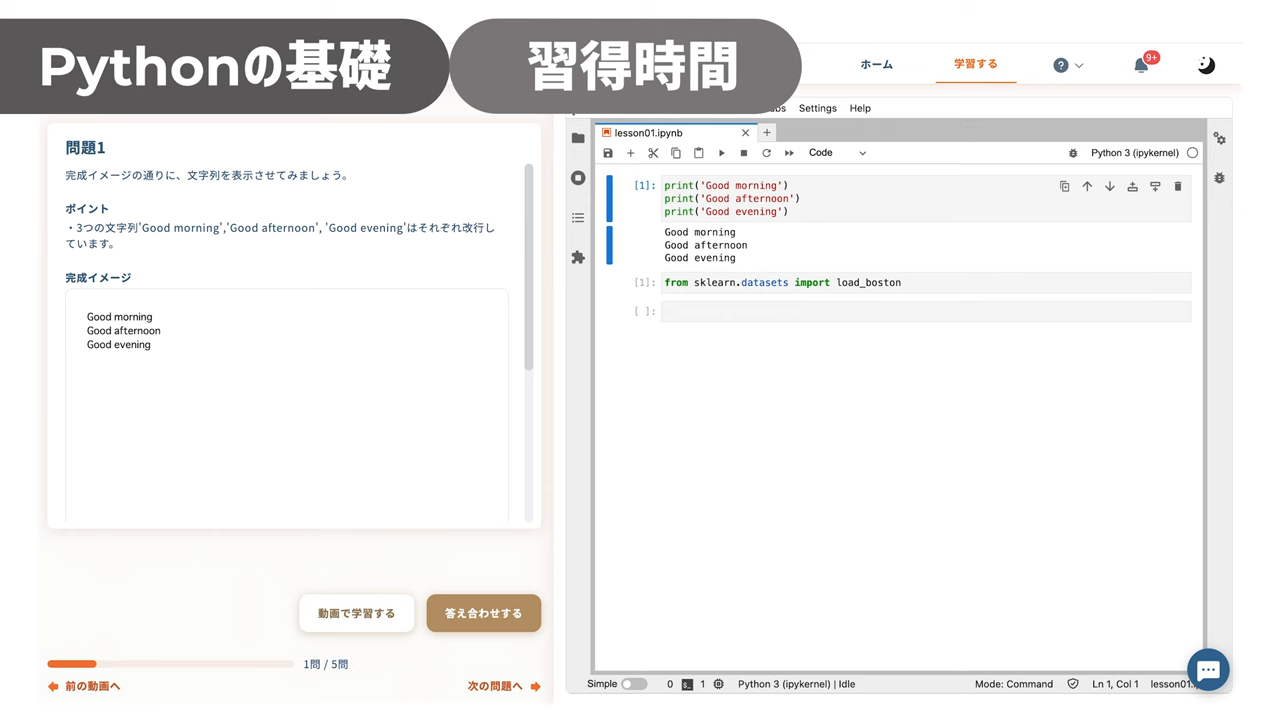 Pythonの基礎
習得時間
ホーム
学習する
?
9+
問題1
完成イメージの通りに、文字列を表示させてみましょう。
ポイント
・3つの文字列'Good morning','Good afternoon', 'Good evening'はそれぞれ改行し
ています。
完成イメージ
Good morning
Good afternoon
Good evening
動画で学習する
答え合わせする
1問 / 5問
前の動画へ
次の問題へ
Settings
Help
lesson01.ipynb
Code
Python 3 (ipykernel)
[1]: print('Good morning')
print('Good afternoon')
print('Good evening')
Good morning
Good afternoon
Good evening
[1]: from sklearn.datasets import load_boston
[ ]:
Simple
0
1
Python 3 (ipykernel) | Idle
Mode: Command
Ln 1, Col 1